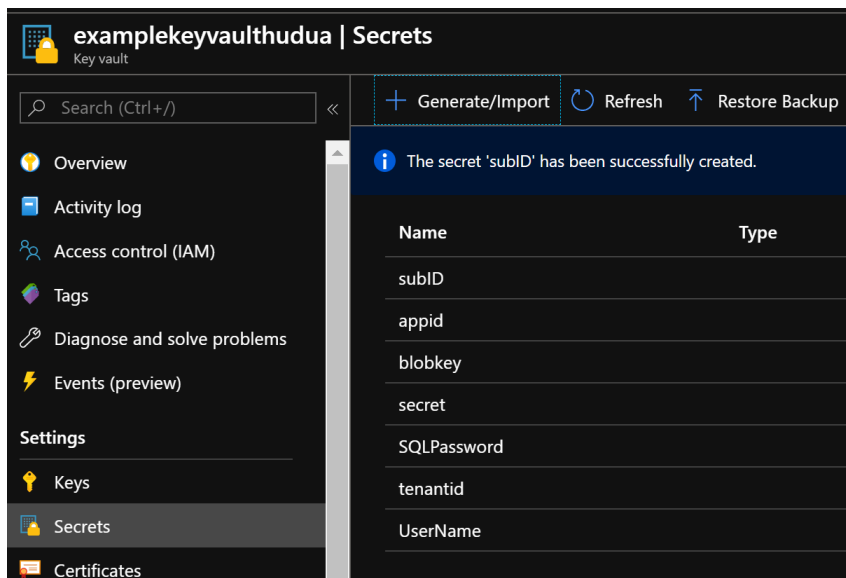 examplekeyvaulthudua | Secrets
Key vault
Search (Ctrl+/)
«
Overview
Activity log
Access control (IAM)
Tags
Diagnose and solve problems
Events (preview)
Settings
Keys
Secrets
Certificates
Generate/Import Refresh Restore Backup
The secret 'subID' has been successfully created.
Name Type
subID
appid
blobkey
secret
SQLPassword
tenantid
UserName